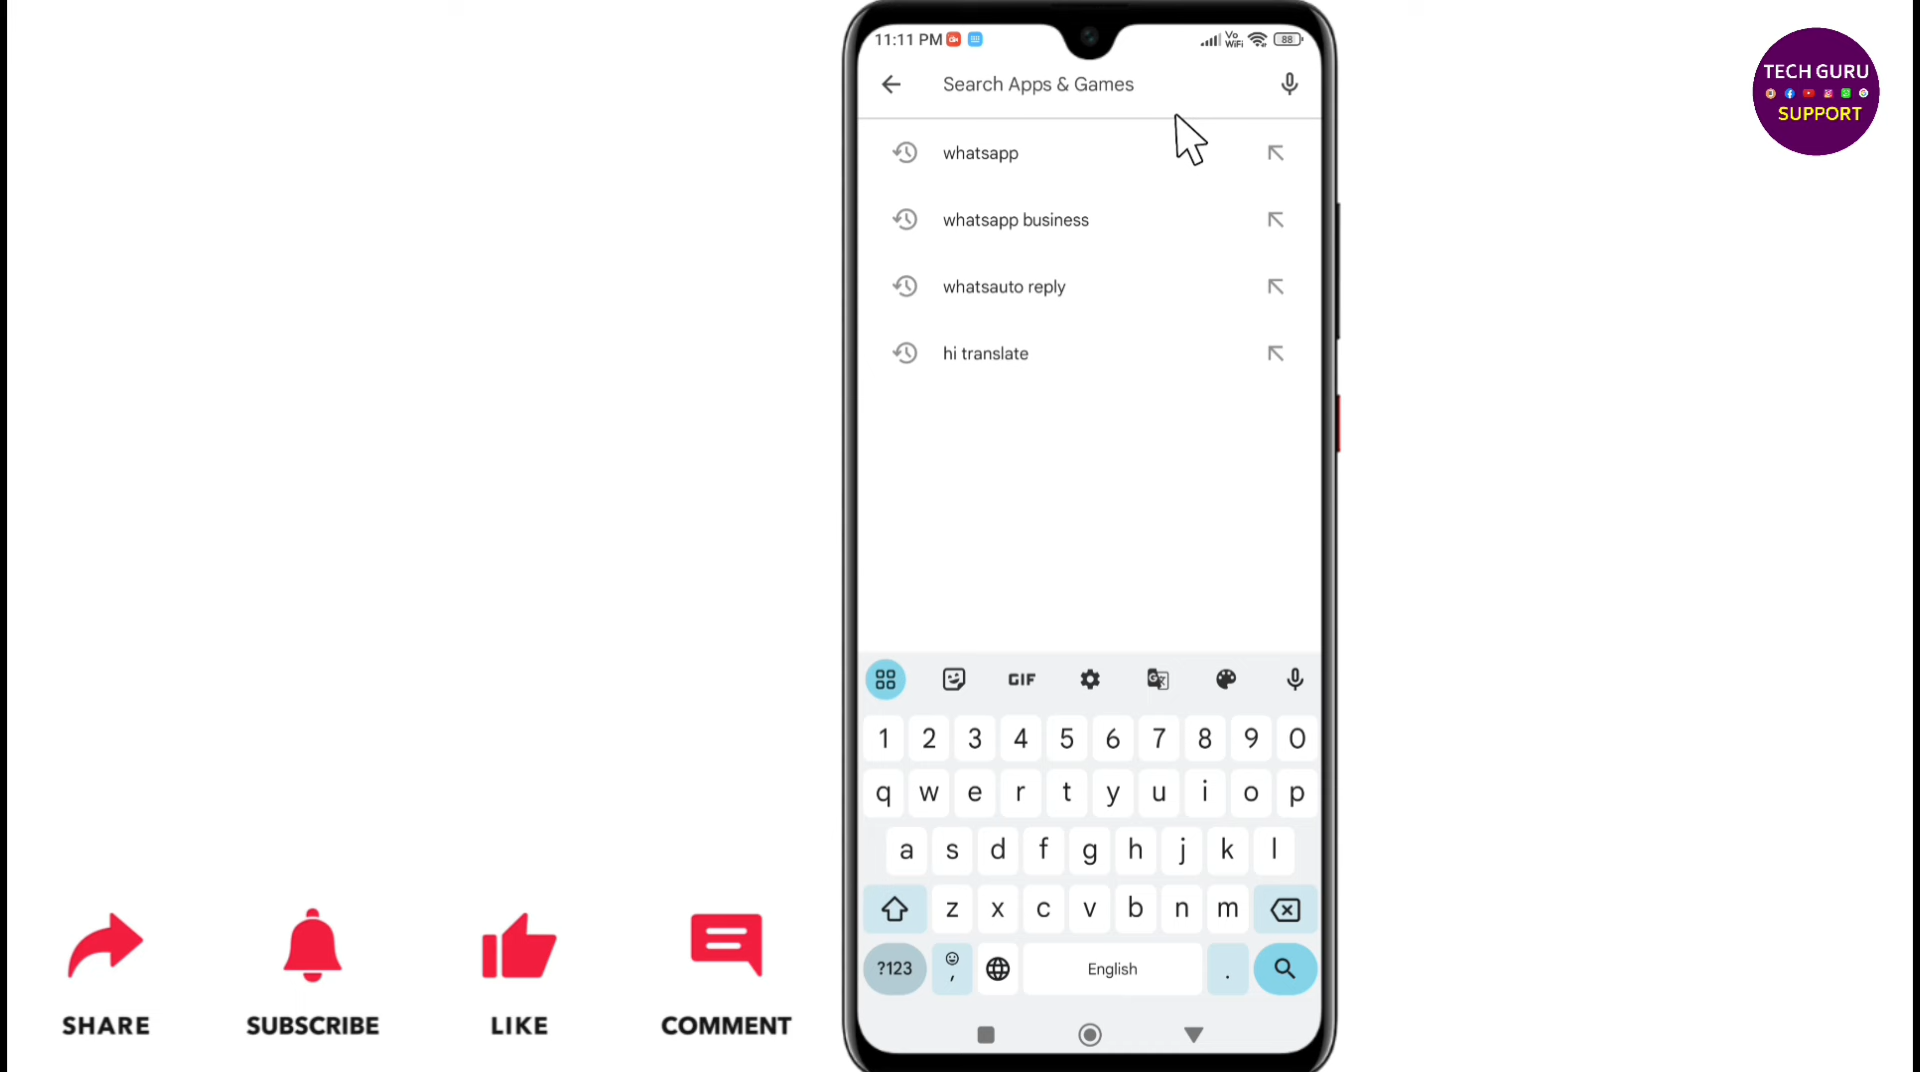 11:11 PM
Vo
WiFi
88
Search Apps & Games
whatsapp
whatsapp business
whatsauto reply
hi translate
GIF
1 2 3 4 5 6 7 8 9 0
q w e r t y u i o p
a s d f g h j k l
z x c v b n m
?123 , English .
SHARE SUBSCRIBE LIKE COMMENT
TECH GURU
SUPPORT